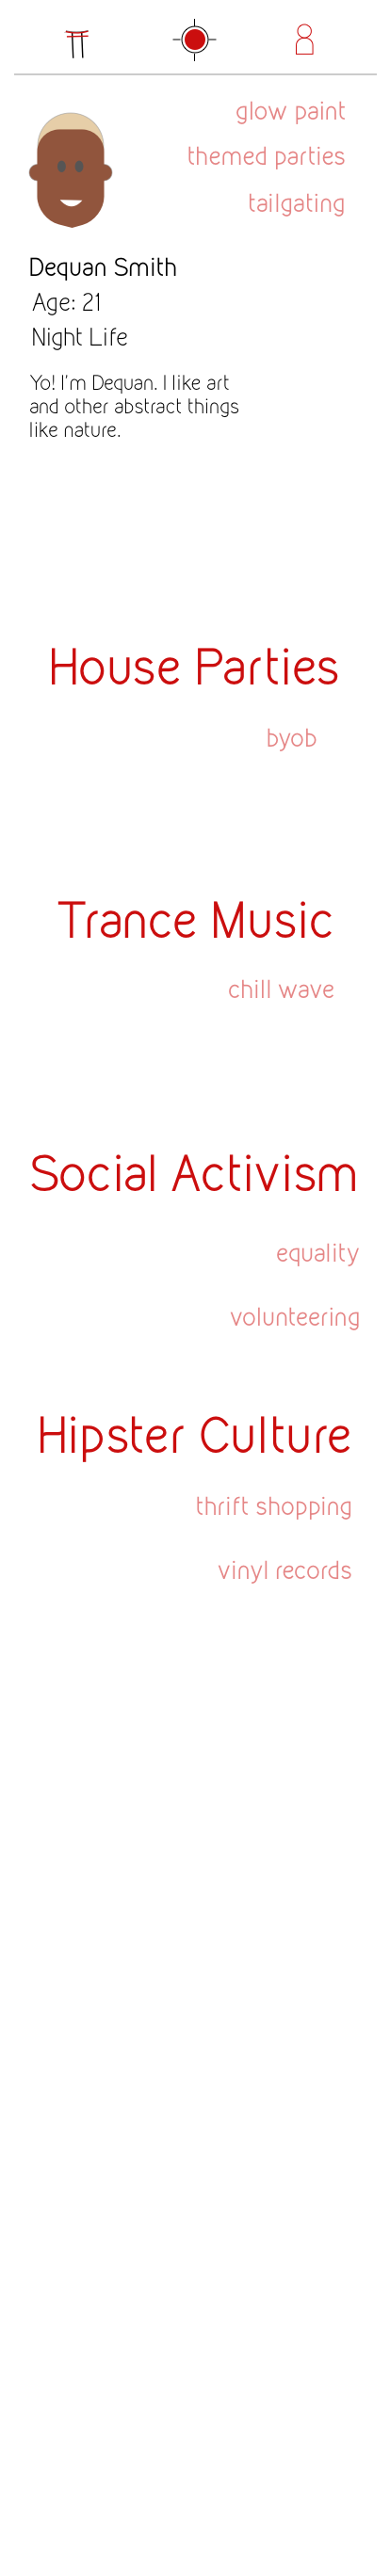 glow paint
themed parties
tailgating
Dequan Smith
Age: 21
Night Life
Yo! I'm Dequan. I like art
and other abstract things
like nature.
House Parties
byob
Trance Music
chill wave
Social Activism
equality
volunteering
Hipster Culture
thrift shopping
vinyl records